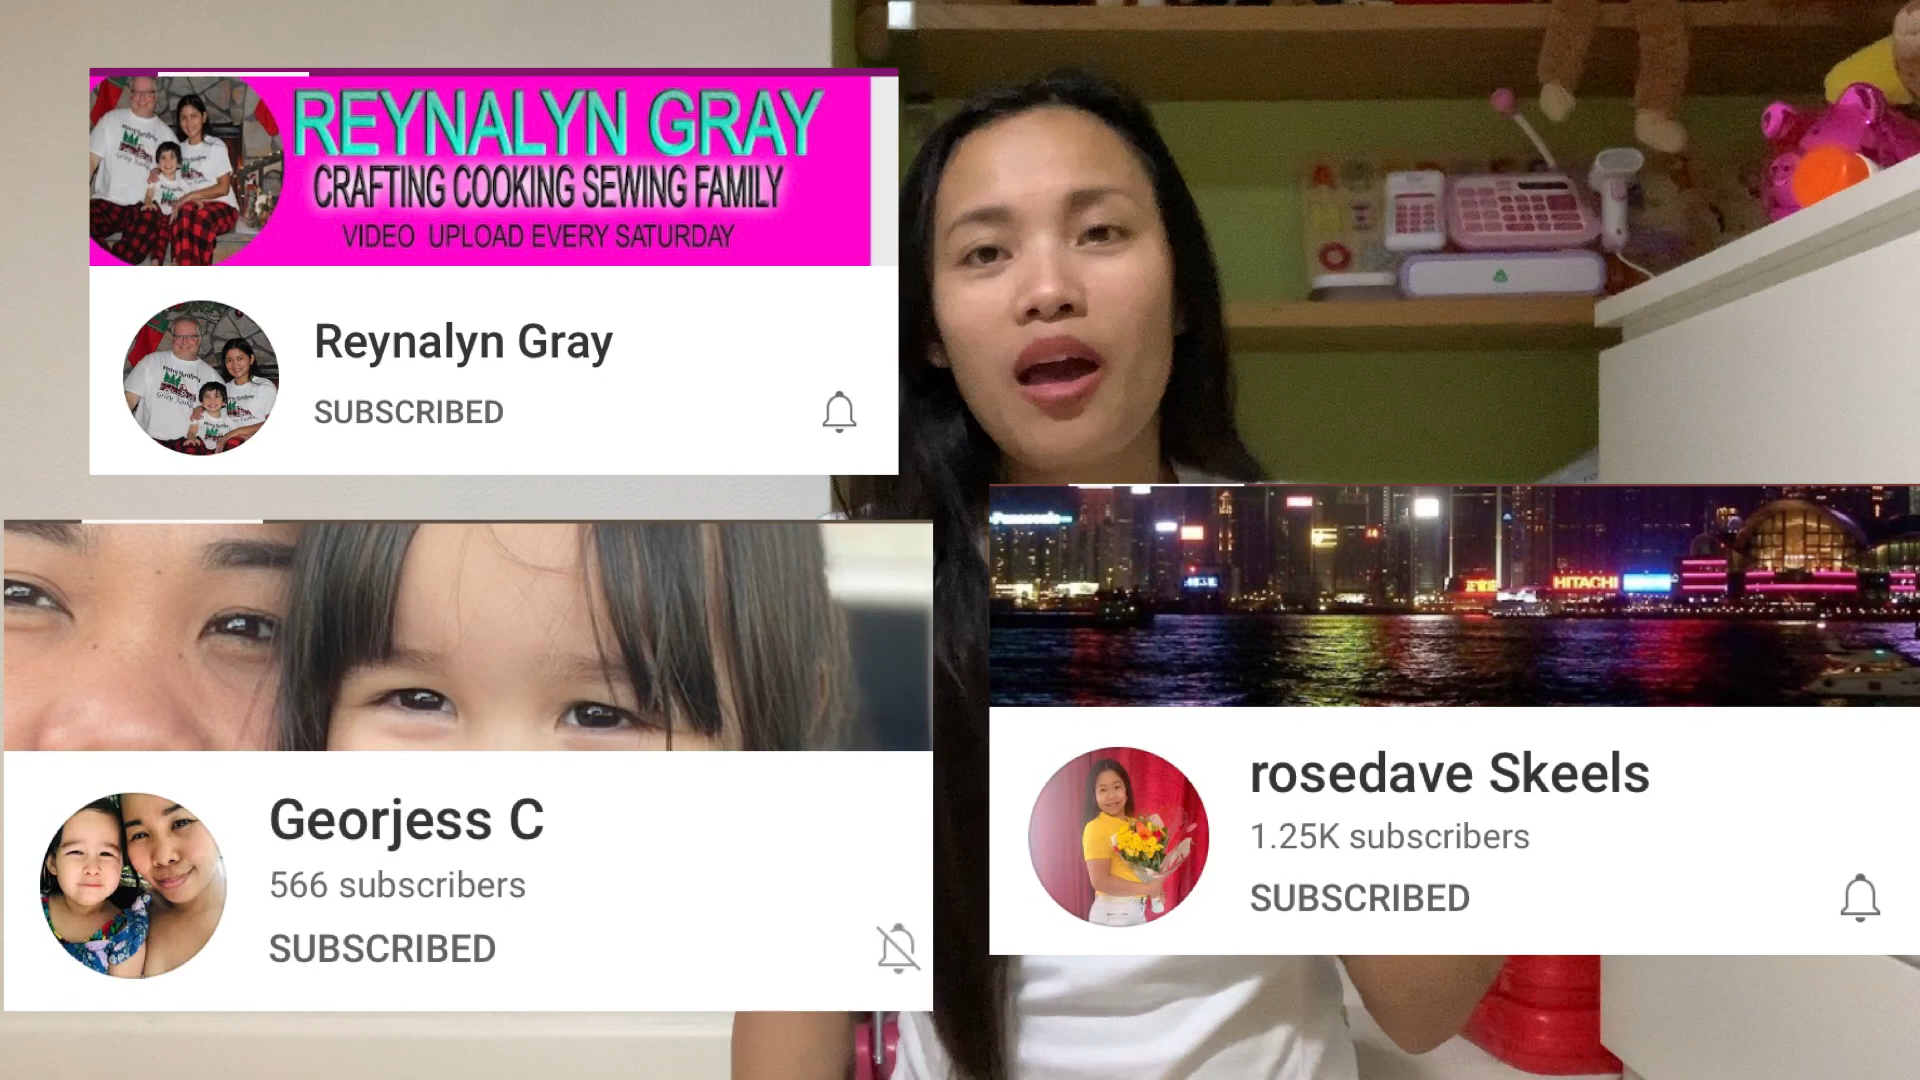 REYNALYN GRAY
CRAFTING COOKING SEWING FAMILY
VIDEO UPLOAD EVERY SATURDAY
Reynalyn Gray
SUBSCRIBED
Panasonic
HITACHI
Georjess C
566 subscribers
SUBSCRIBED
rosedave Skeels
1.25K subscribers
SUBSCRIBED